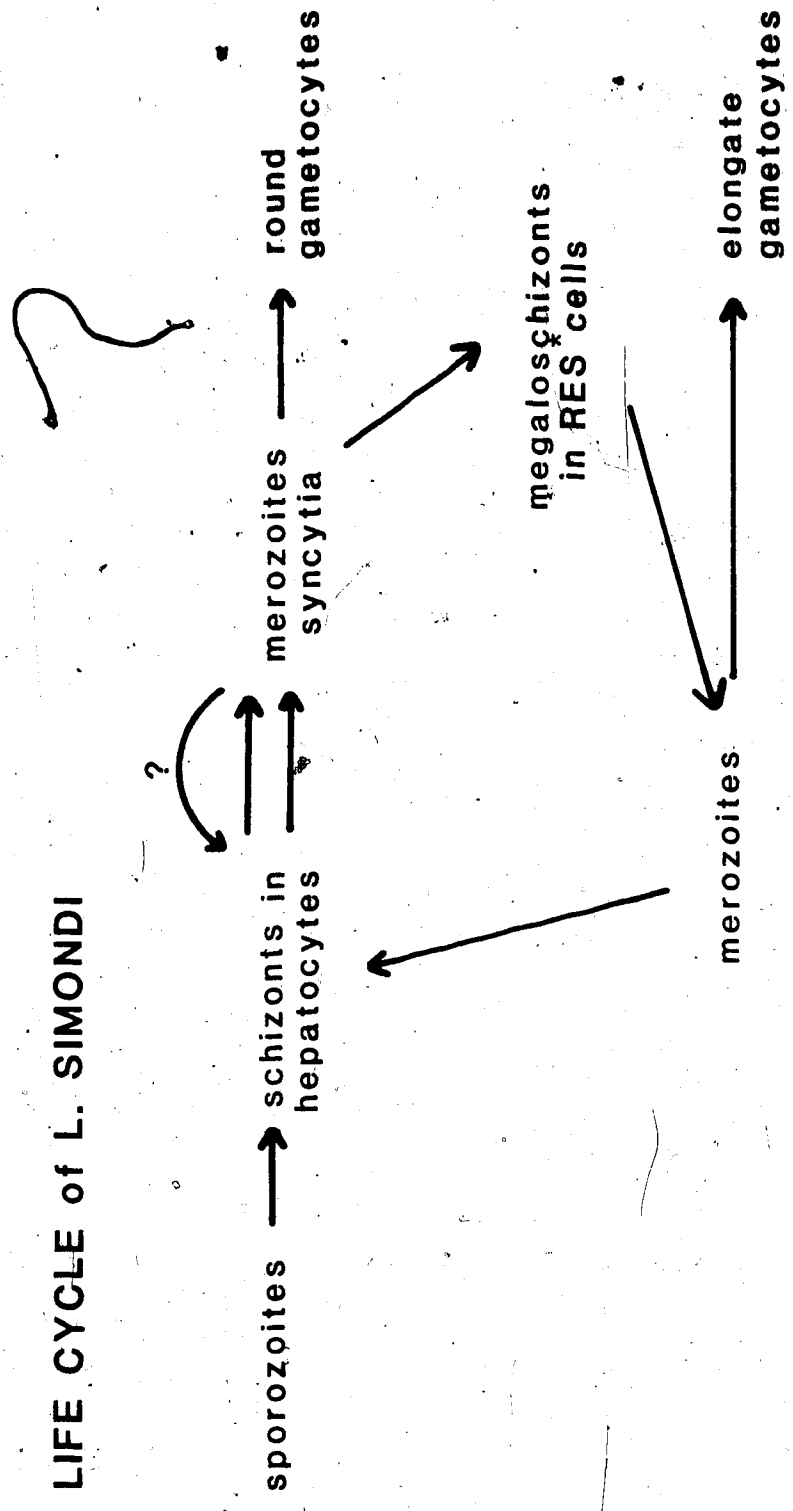 LIFE CYCLE of L. SIMONDI
?
sporozoites
schizonts in
hepatocytes
merozoites
syncytia
round
gametocytes
megaloschizonts
in RES* cells
merozoites
elongate
gametocytes